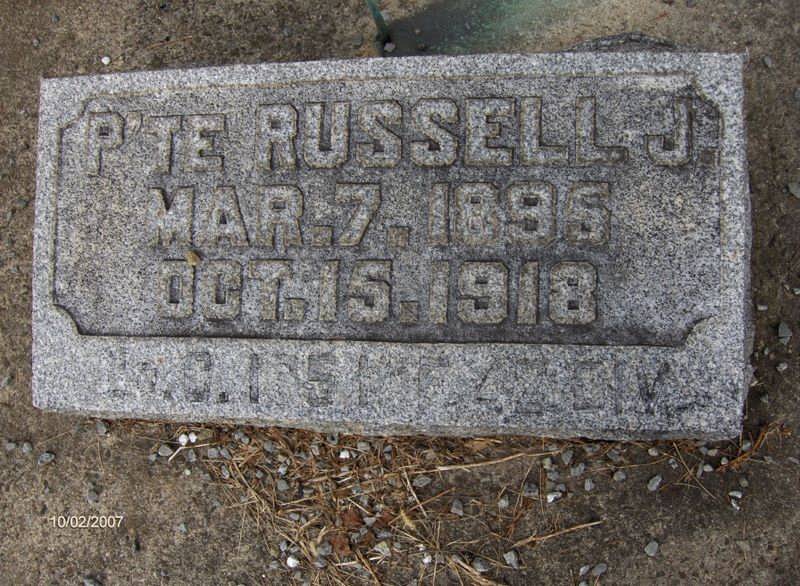 P'TE RUSSELL J.
MAR. 7. 1896
OCT. 15. 1918
10/02/2007